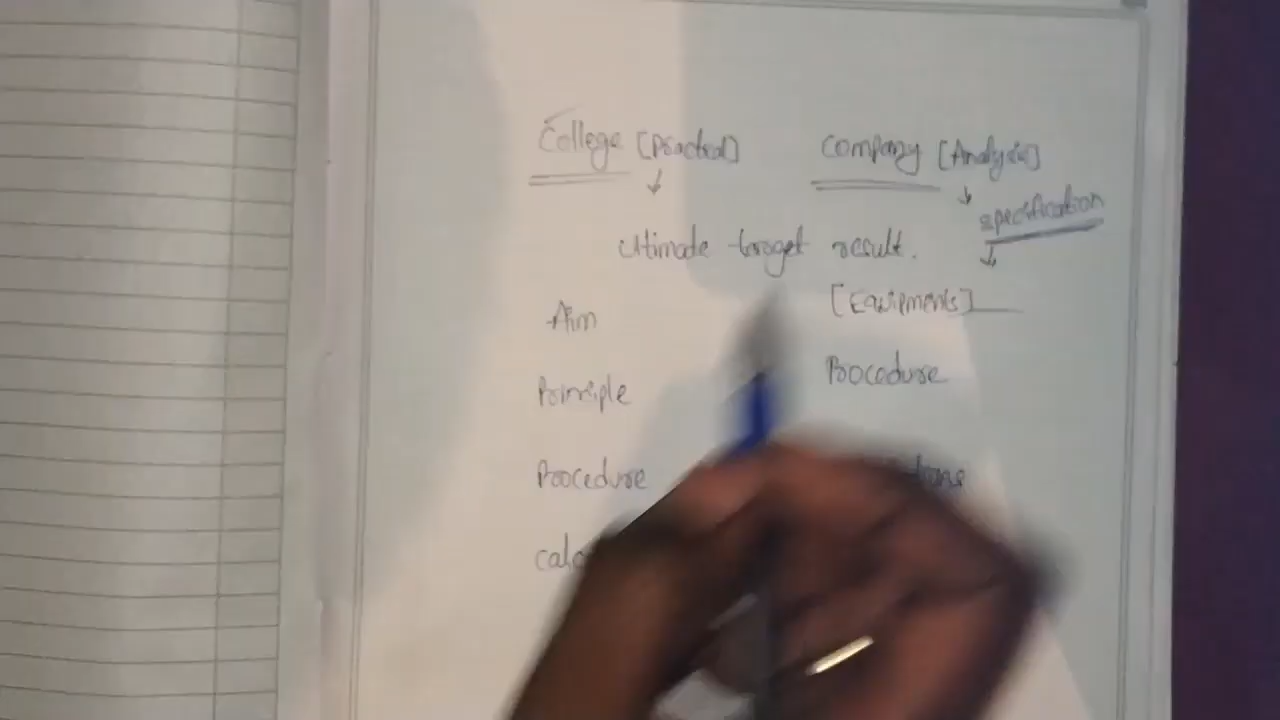 College [Practical] Company [Analysis]
specification
Ultimate target result.
[Equipments]
Aim
Procedure
Principle
Procedure